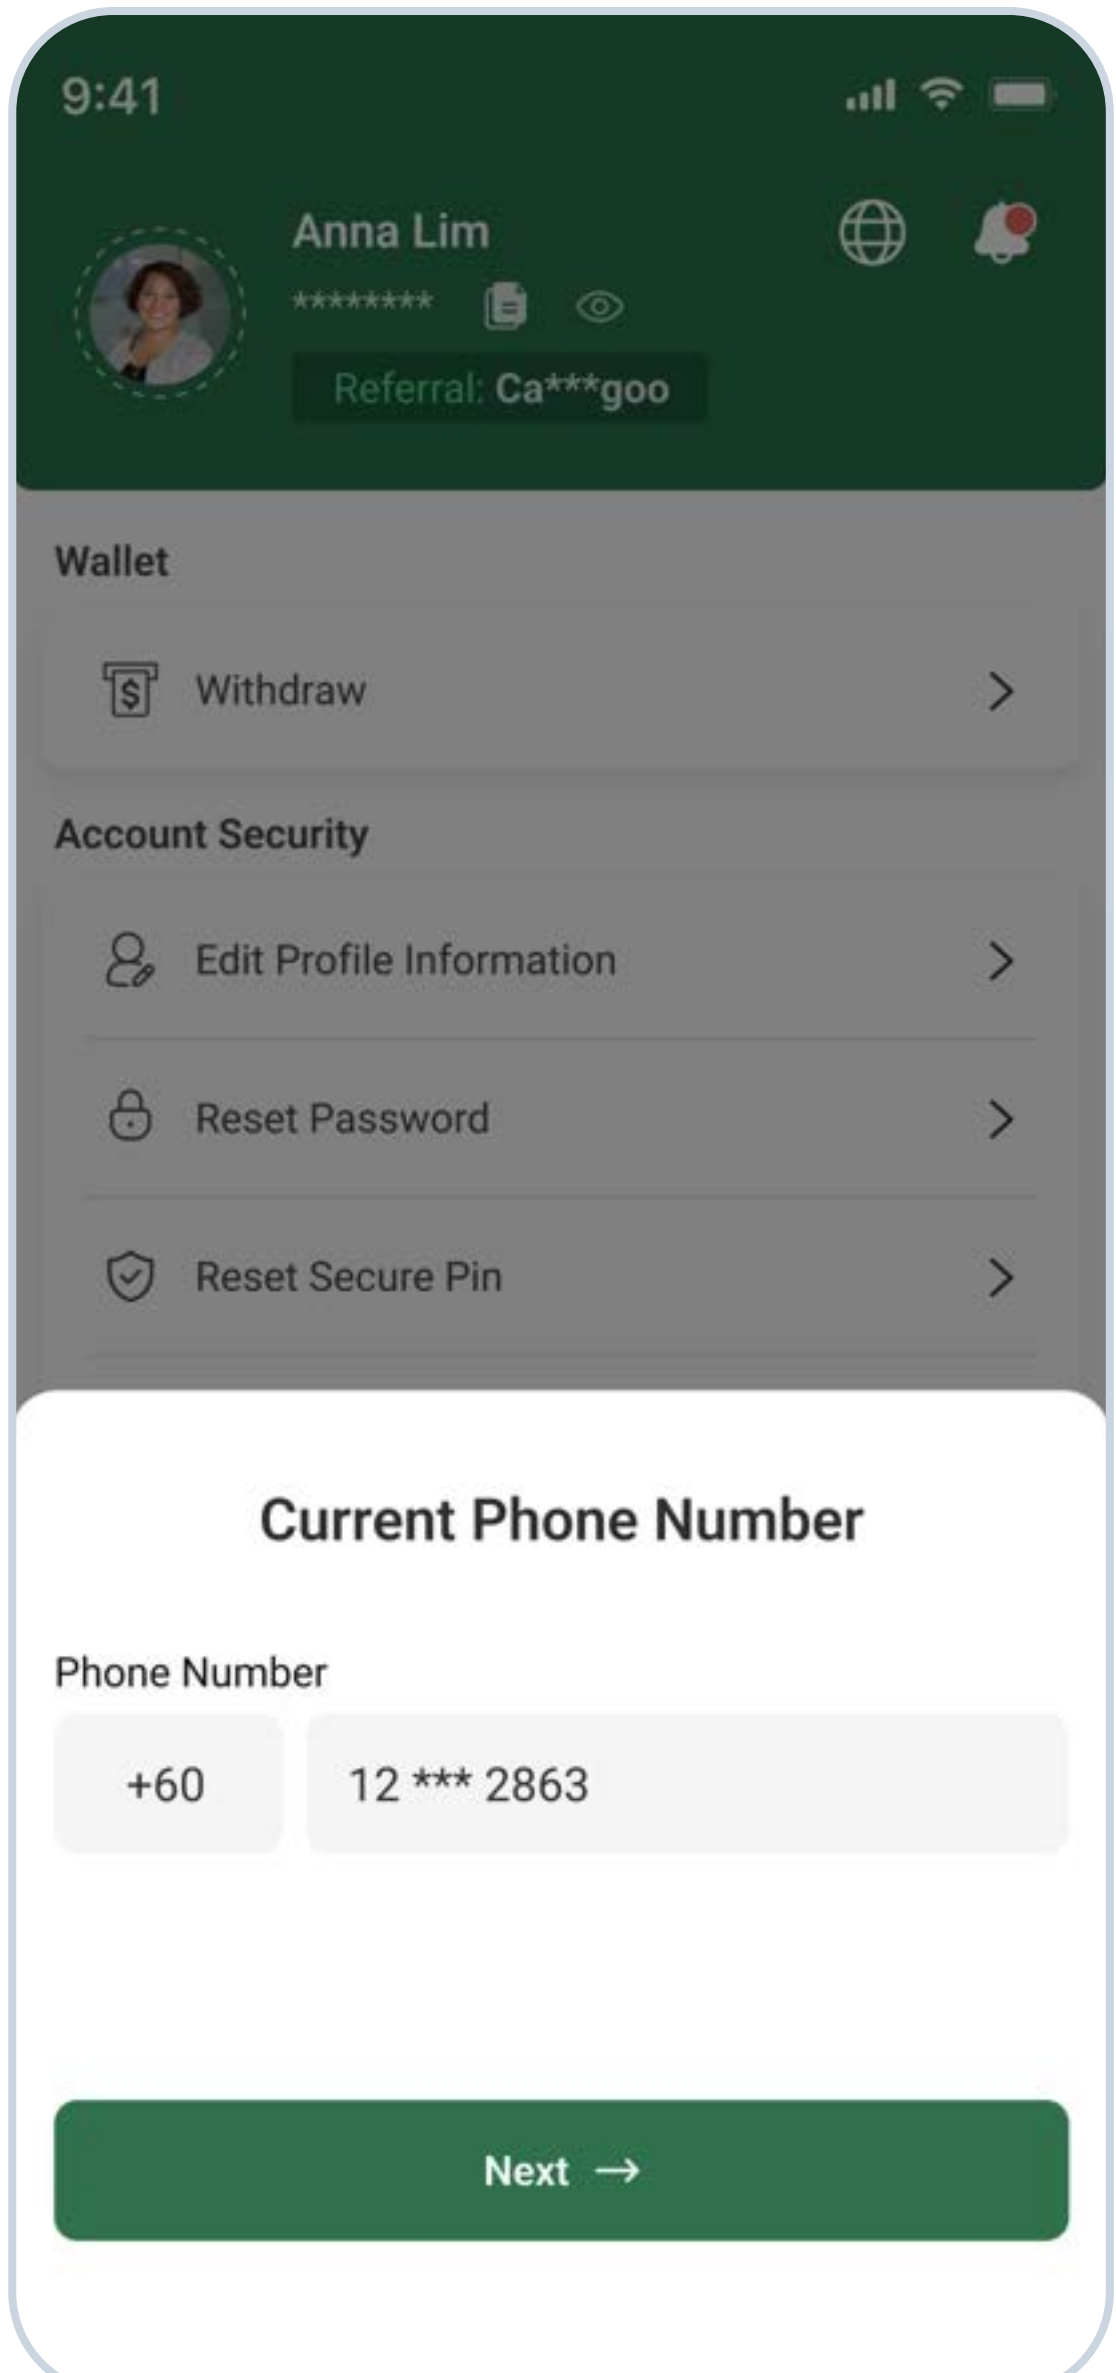 9:41
Anna Lim
********
Referral: Ca***goo
Wallet
Withdraw
Account Security
Edit Profile Information
Reset Password
Reset Secure Pin
Current Phone Number
Phone Number
+60 12 *** 2863
Next →